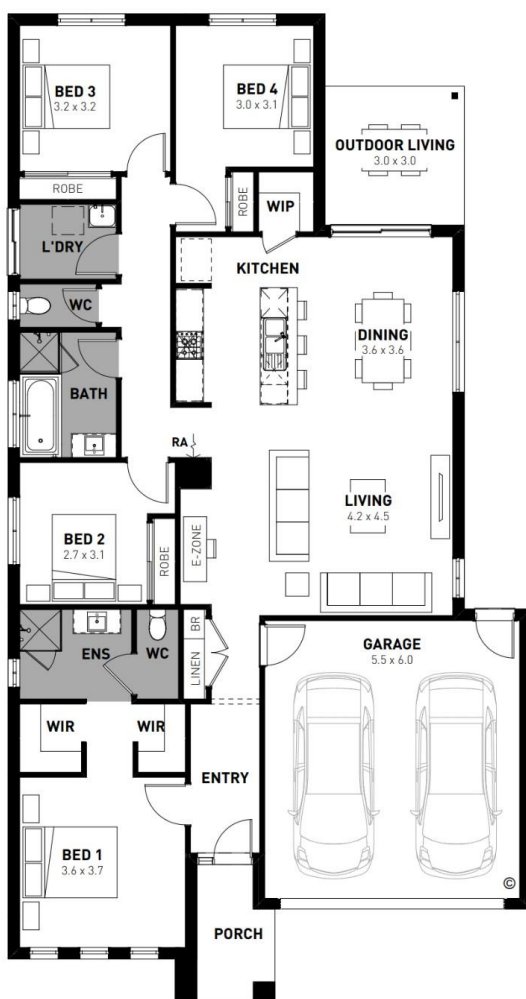 BED 3
3.2 x 3.2
BED 4
3.0 x 3.1
OUTDOOR LIVING
3.0 x 3.0
ROBE
ROBE
WIP
L'DRY
KITCHEN
WC
DINING
3.6 x 3.6
BATH
RA
LIVING
4.2 x 4.5
BED 2
2.7 x 3.1
ROBE
E-ZONE
ENS
WC
BR
LINEN
GARAGE
5.5 x 6.0
WIR
WIR
ENTRY
BED 1
3.6 x 3.7
©
PORCH